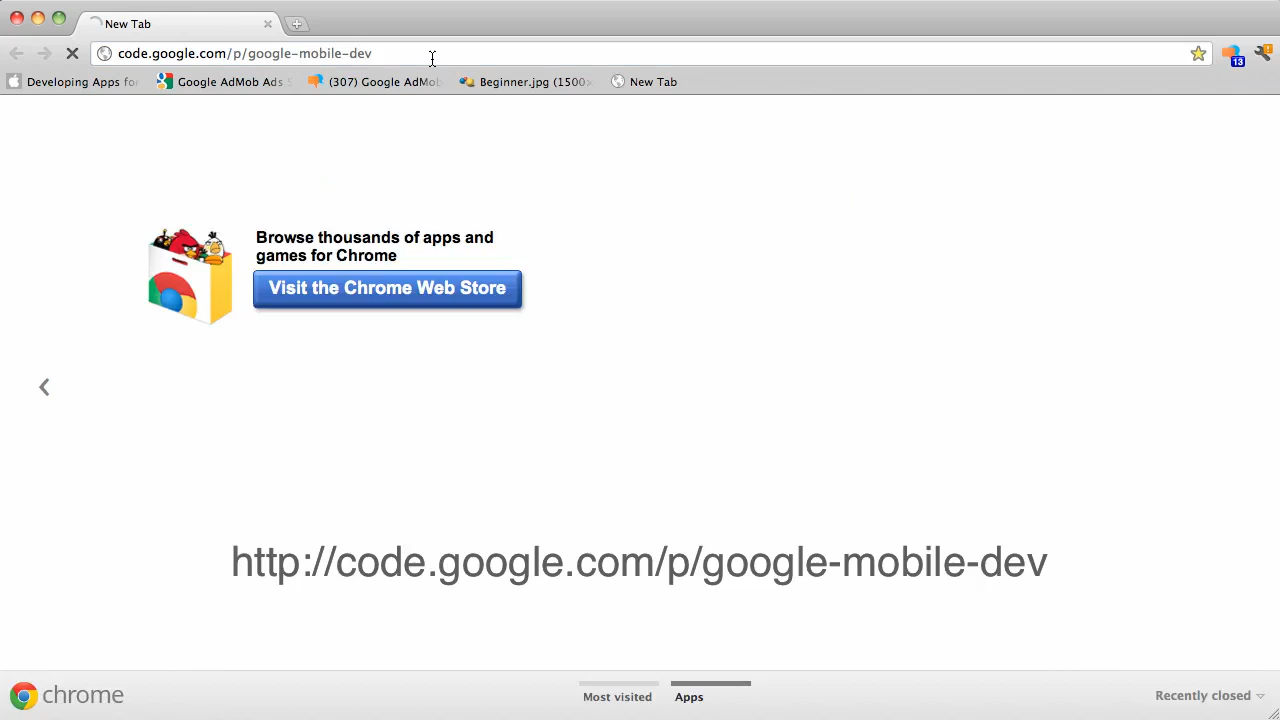 New Tab
code.google.com/p/google-mobile-dev
13
Developing Apps for
Google AdMob Ads S
(307) Google AdMob
Beginner.jpg (1500×
New Tab
Browse thousands of apps and
games for Chrome
Visit the Chrome Web Store
http://code.google.com/p/google-mobile-dev
chrome
Most visited
Apps
Recently closed